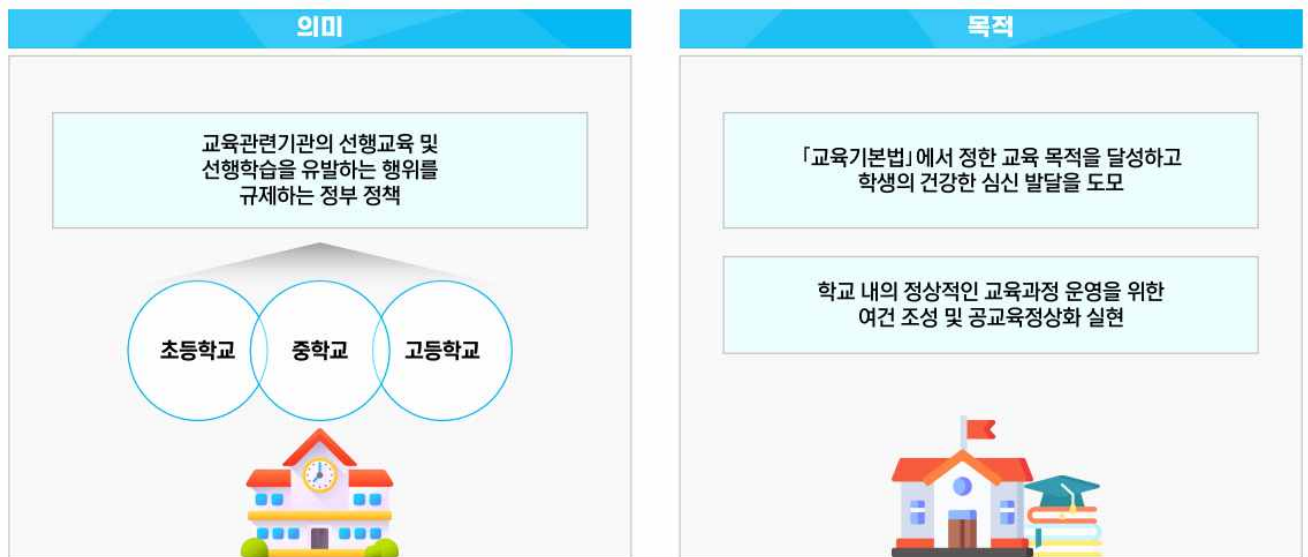 의미
교육관련기관의 선행교육 및
선행학습을 유발하는 행위를
규제하는 정부 정책
초등학교
중학교
고등학교
목적
「교육기본법」에서 정한 교육 목적을 달성하고
학생의 건강한 심신 발달을 도모
학교 내의 정상적인 교육과정 운영을 위한
여건 조성 및 공교육정상화 실현